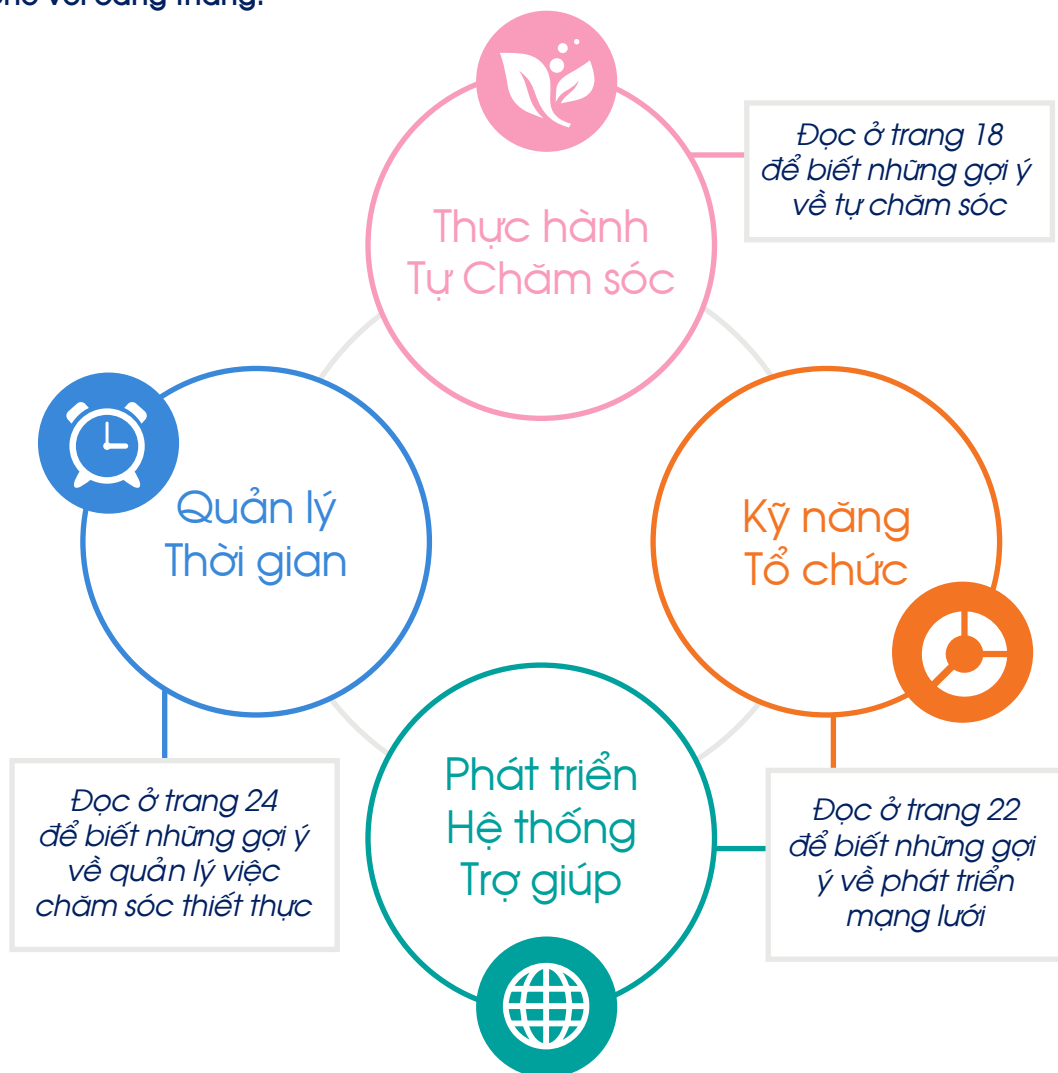 với căng thẳng.
Đọc ở trang 18
để biết những gợi ý
về tự chăm sóc
Thực hành
Tự Chăm sóc
Quản lý
Thời gian
Kỹ năng
Tổ chức
Phát triển
Hệ thống
Trợ giúp
Đọc ở trang 24
để biết những gợi ý
về quản lý việc
chăm sóc thiết thực
Đọc ở trang 22
để biết những gợi
ý về phát triển
mạng lưới